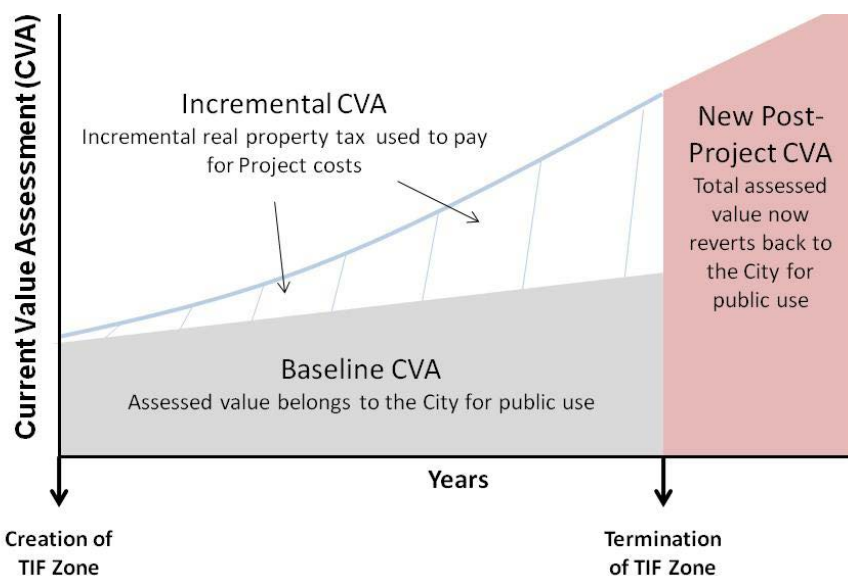 Current Value Assessment (CVA)
Incremental CVA
Incremental real property tax used to pay
for Project costs
New Post-
Project CVA
Total assessed
value now
reverts back to
the City for
public use
Baseline CVA
Assessed value belongs to the City for public use
Years
Creation of
TIF Zone
Termination
of TIF Zone